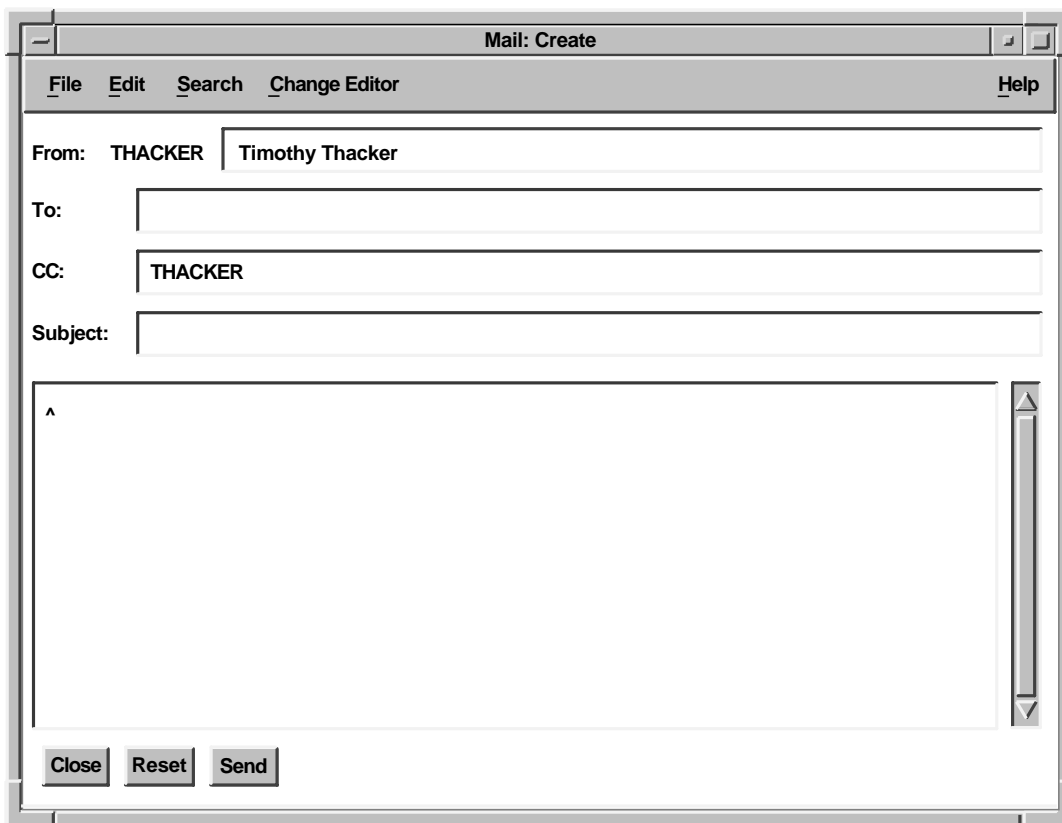 Mail: Create
File Edit Search Change Editor Help
From: THACKER Timothy Thacker
To:
CC: THACKER
Subject:
^
Close Reset Send